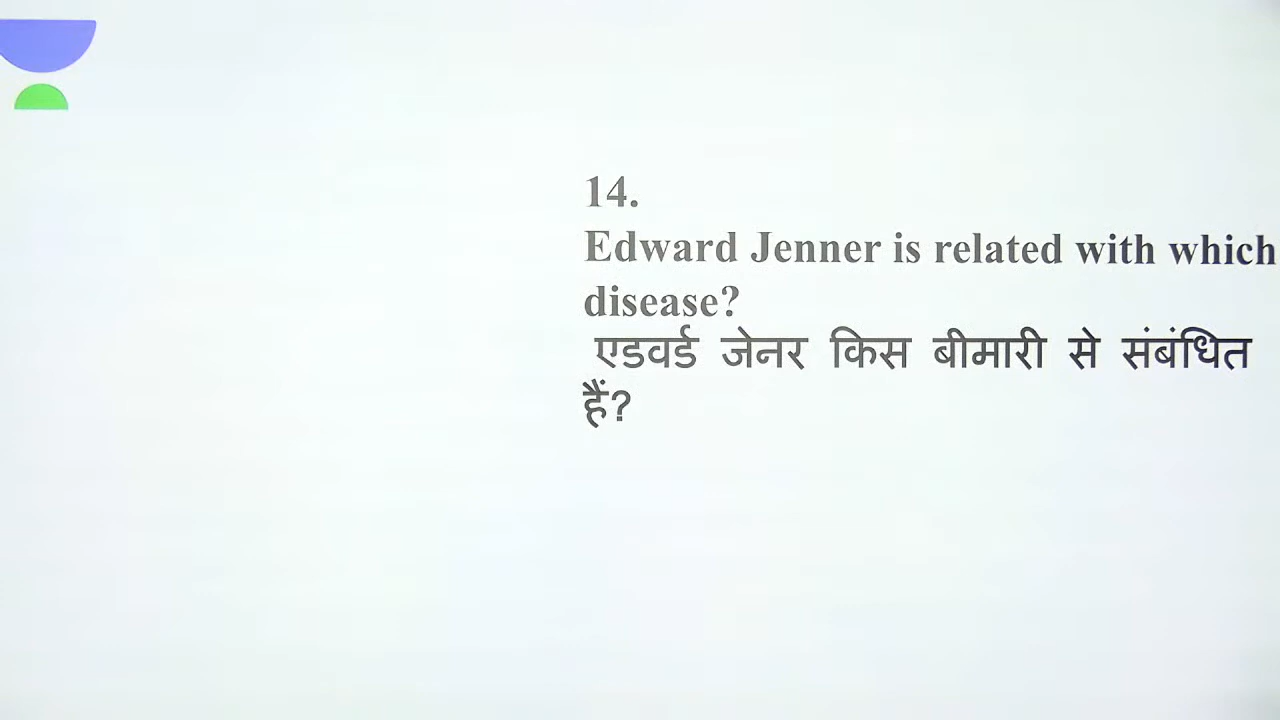 14.
Edward Jenner is related with which
disease?
एडवर्ड जेनर किस बीमारी से संबंधित
हैं?